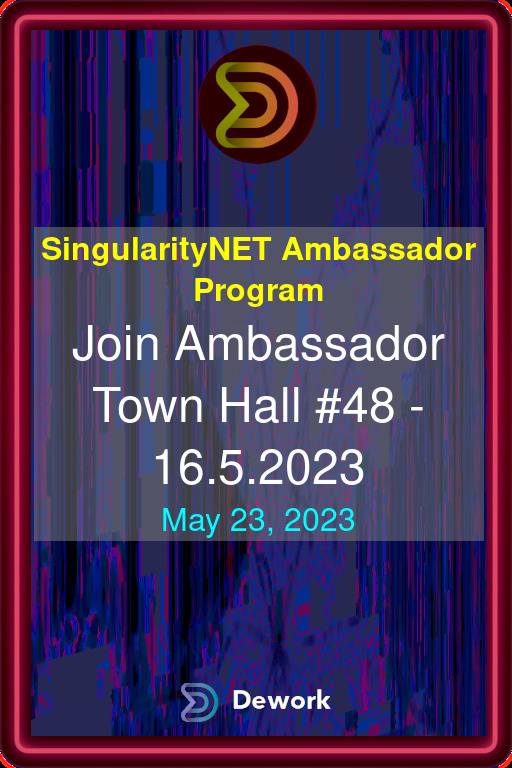 SingularityNET Ambassador
Program
Join Ambassador
Town Hall #48 -
16.5.2023
May 23, 2023
Dework